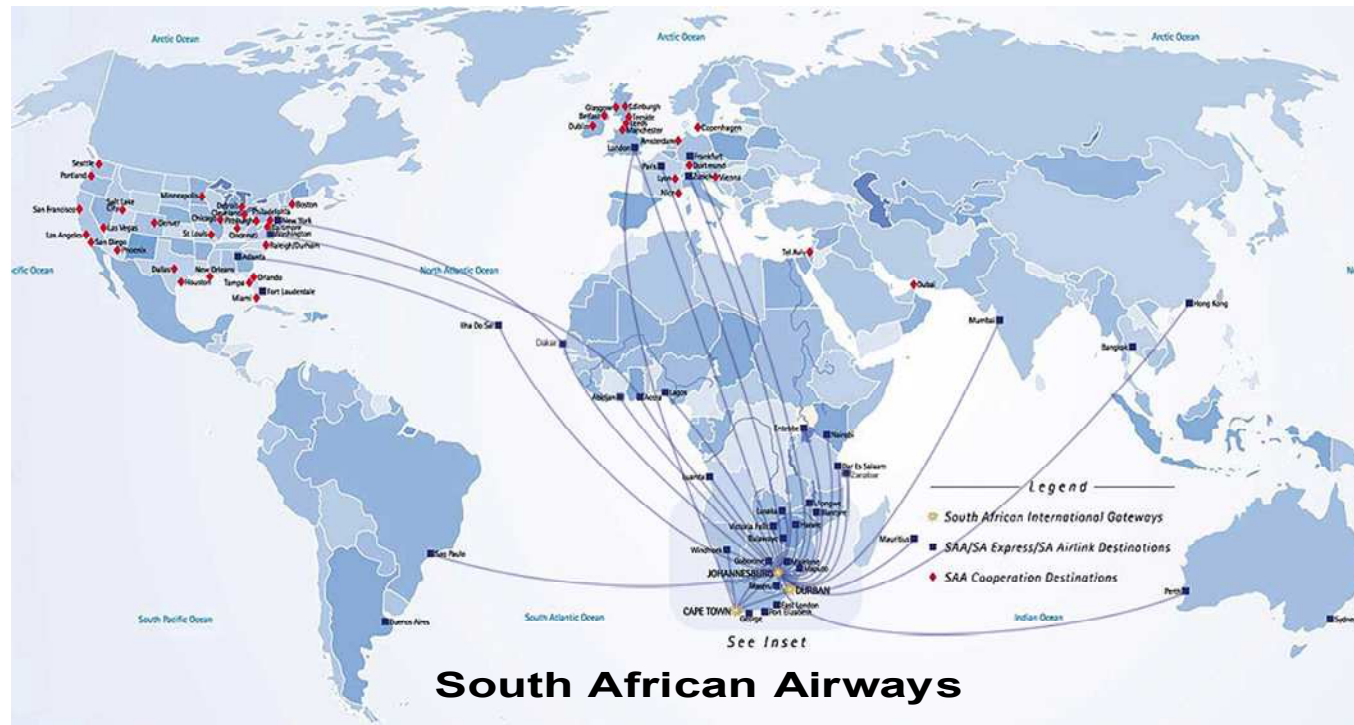 Arctic Ocean
Arctic Ocean
Arctic Ocean
Glasgow
Edinburgh
Belfast
Teeside
Leeds
Dublin
Manchester
Copenhagen
London
Amsterdam
Frankfurt
Paris
Dortmund
Lyon
Zurich
Vienna
Nice
Seattle
Portland
Minneapolis
Boston
Salt Lake
City
Detroit
Cleveland
Philadelphia
San Francisco
Chicago
Pittsburgh
New York
Denver
Baltimore
Las Vegas
St Louis
Cincinnati
Washington
Los Angeles
San Diego
Raleigh/Durham
Phoenix
Atlanta
Tel Aviv
cific Ocean
Dallas
New Orleans
Orlando
North Atlantic Ocean
Houston
Tampa
Dubai
Fort Lauderdale
Miami
Hong Kong
Ilha Do Sal
Mumbai
Dakar
Bangkok
Abidjan
Accra
Lagos
Entebbe
Nairobi
Dar Es Salaam
Zanzibar
Luanda
Legend
Lilongwe
Lusaka
Blantyre
South African International Gateways
Victoria Falls
Harare
Bulawayo
Mauritius
SAA/SA Express/SA Airlink Destinations
Windhoek
Sao Paulo
Gaborone
Maputo
JOHANNESBURG
SAA Cooperation Destinations
Maseru
DURBAN
Perth
CAPE TOWN
East London
Port Elizabeth
George
South Pacific Ocean
Buenos Aires
South Atlantic Ocean
Indian Ocean
Sydney
See Inset
South African Airways